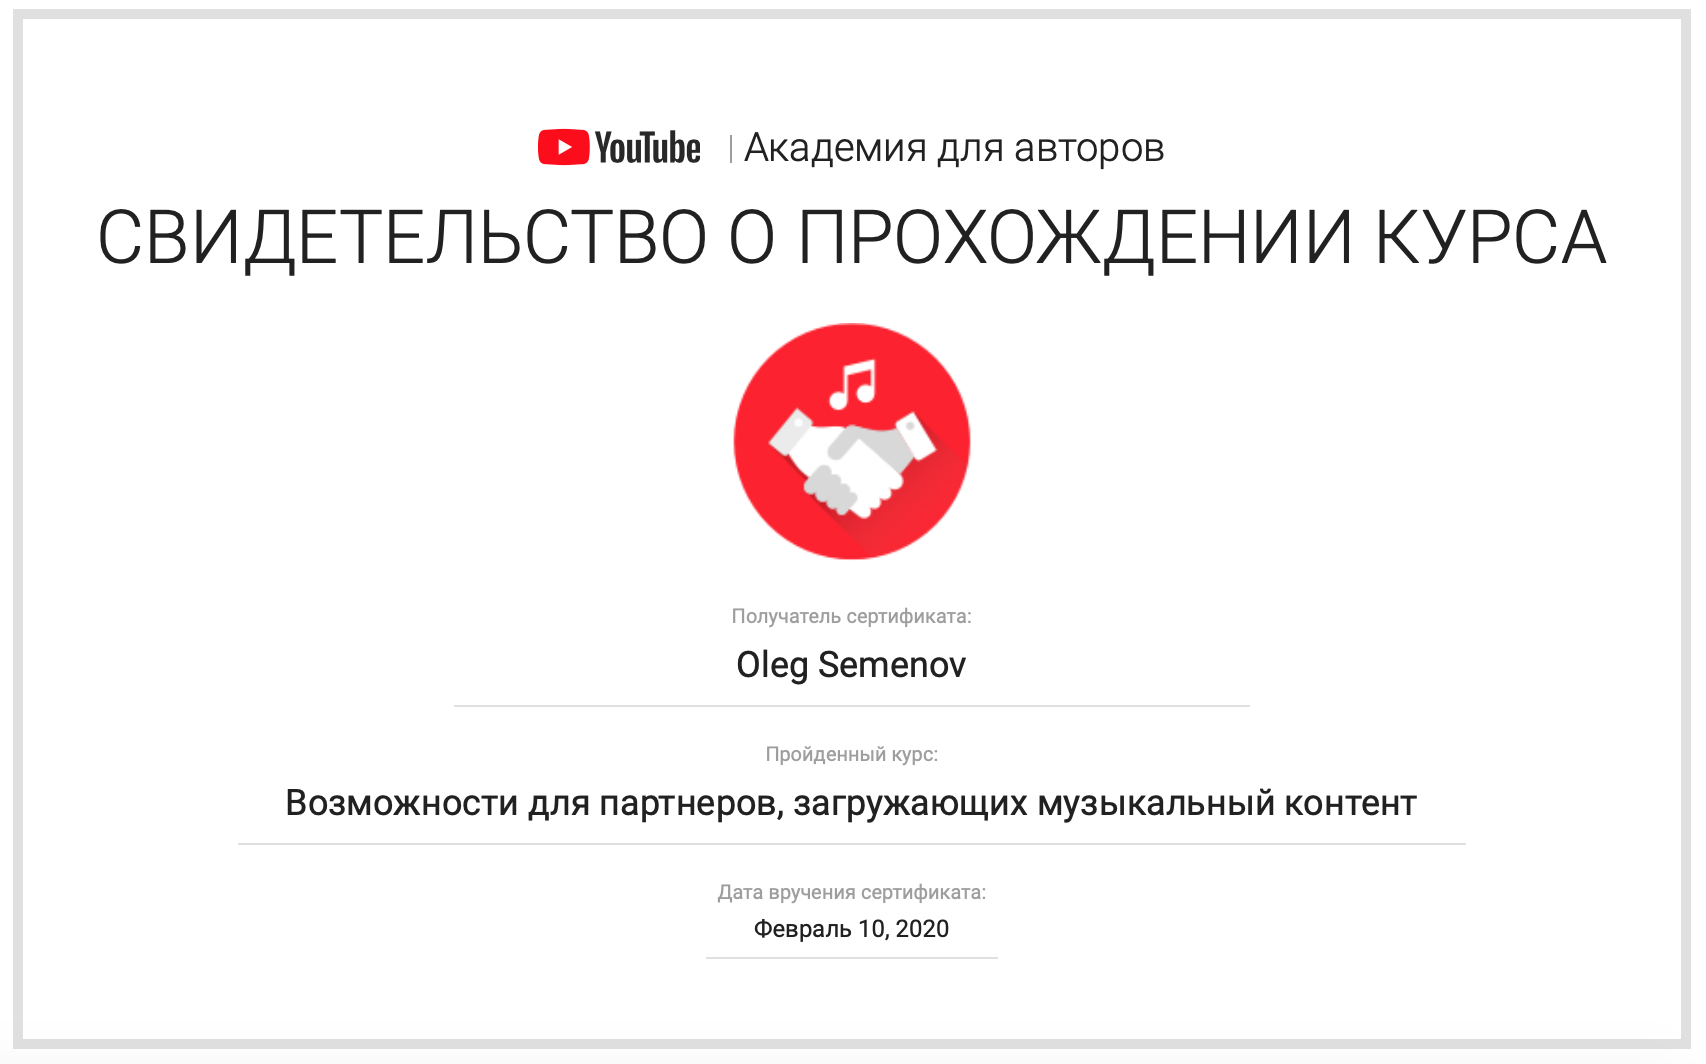 YouTube | Академия для авторов
СВИДЕТЕЛЬСТВО О ПРОХОЖДЕНИИ КУРСА
Получатель сертификата:
Oleg Semenov
Пройденный курс:
Возможности для партнеров, загружающих музыкальный контент
Дата вручения сертификата:
Февраль 10, 2020